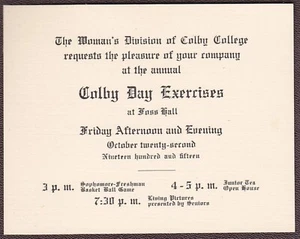 The Woman's Division of Colby College
requests the pleasure of your company
at the annual
Colby Day Exercises
at Foss Hall
Friday Afternoon and Evening
October twenty-second
Nineteen hundred and fifteen
3 p. m. Sophomore-Freshman
Basket Ball Game
4-5 p. m. Junior Tea
Open House
7:30 p. m. Living Pictures
presented by Seniors